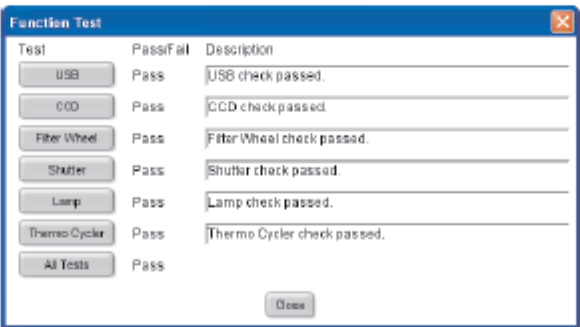 Function Test
Test Pass/Fail Description
USB Pass USB check passed.
CCD Pass CCD check passed.
Filter Wheel Pass Filter Wheel check passed.
Shutter Pass Shutter check passed.
Lamp Pass Lamp check passed.
Thermo Cycler Pass Thermo Cycler check passed.
All Tests Pass
Close